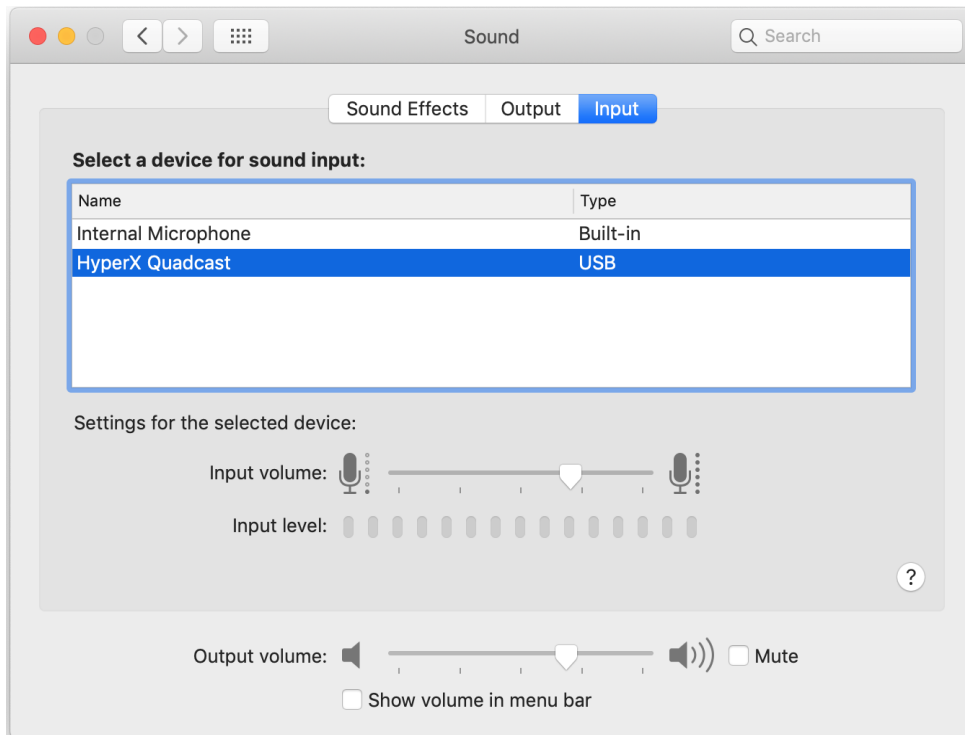 Sound
Search
Sound Effects Output Input
Select a device for sound input:
Name Type
Internal Microphone Built-in
HyperX Quadcast USB
Settings for the selected device:
Input volume:
Input level:
?
Output volume: Mute
Show volume in menu bar